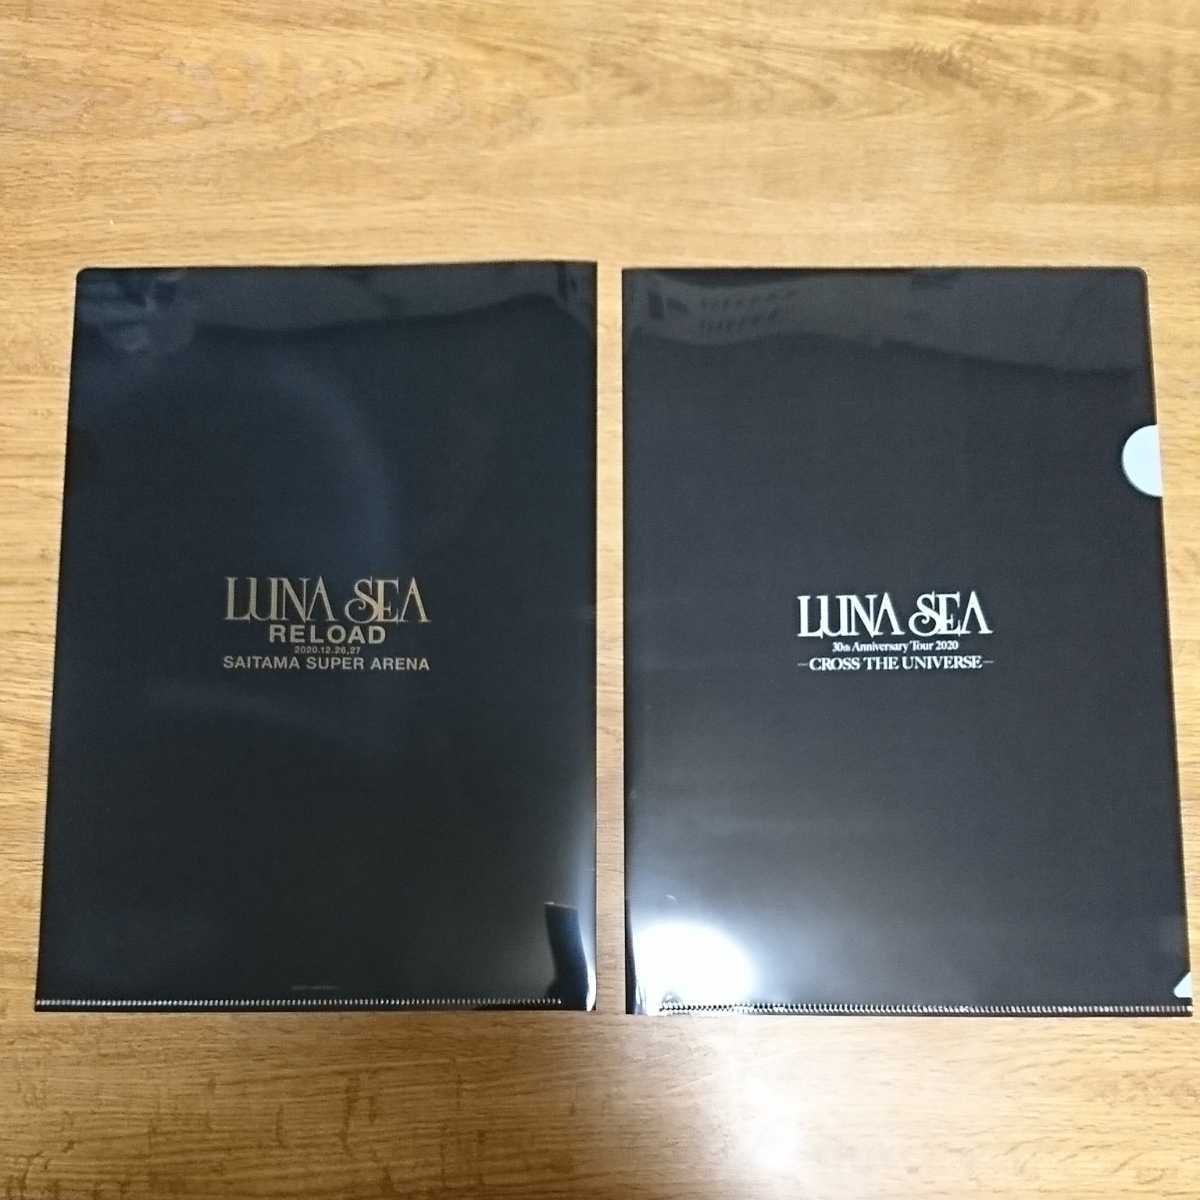 LUNA SEA
RELOAD
2020.12.26,27
SAITAMA SUPER ARENA
LUNA SEA
30th Anniversary Tour 2020
-CROSS THE UNIVERSE-